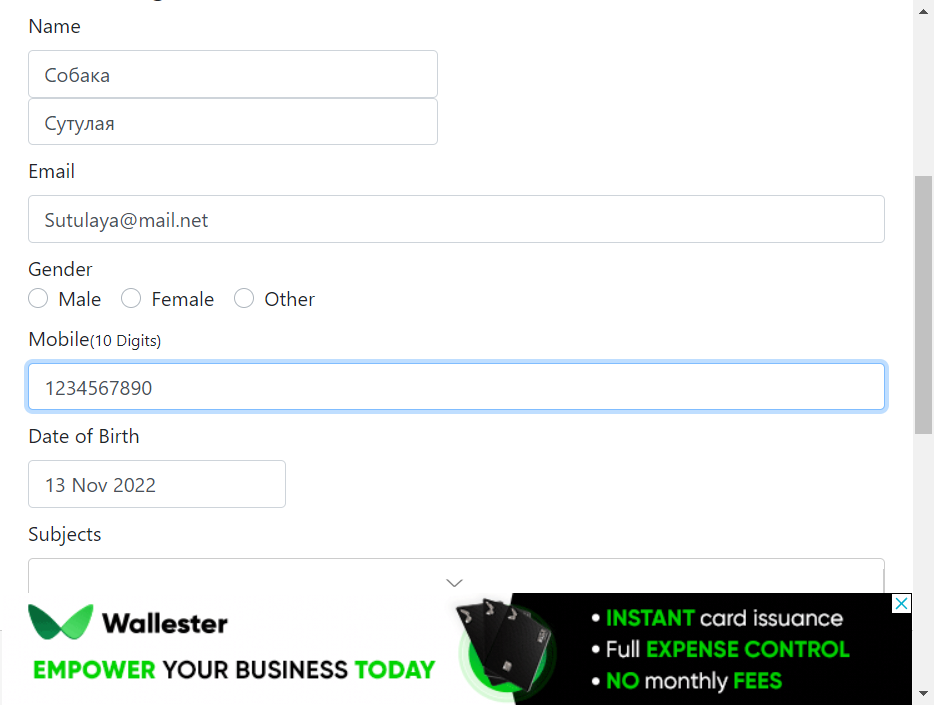 Name
Собака
Сутулая
Email
Sutulaya@mail.net
Gender
Male Female Other
Mobile(10 Digits)
1234567890
Date of Birth
13 Nov 2022
Subjects
Wallester
EMPOWER YOUR BUSINESS TODAY
• INSTANT card issuance
• Full EXPENSE CONTROL
• NO monthly FEES